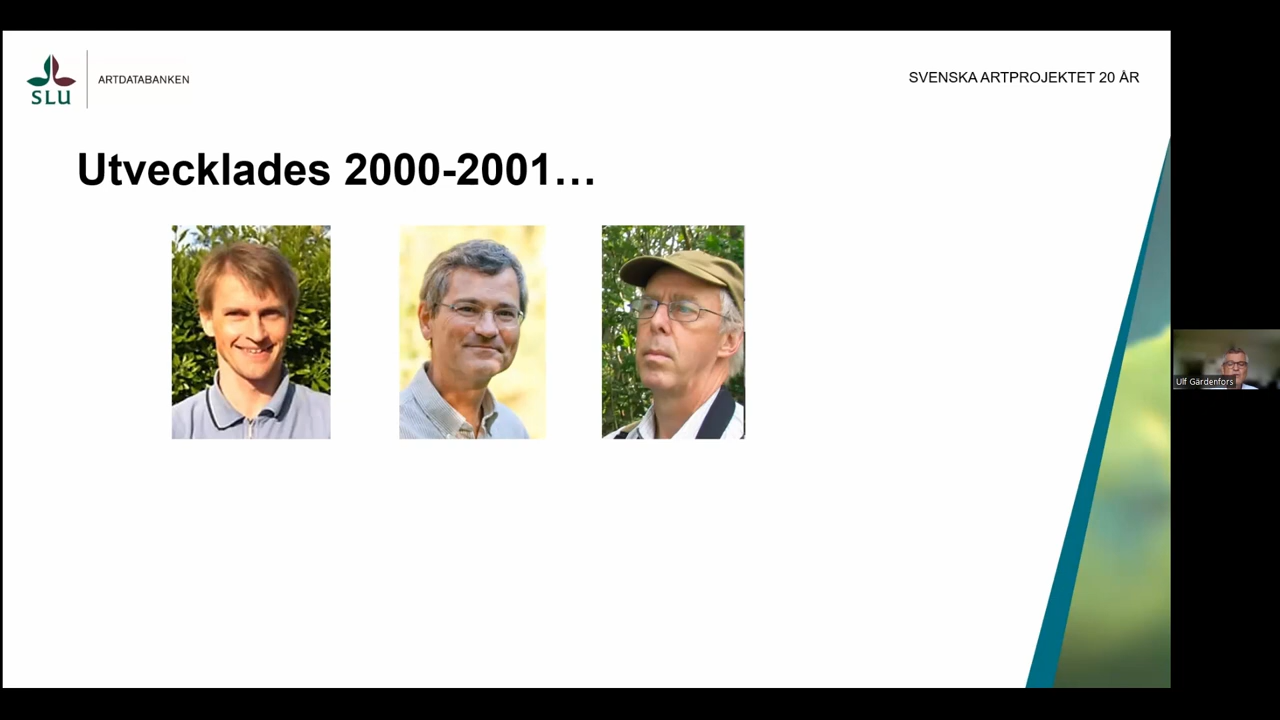 SLU
ARTDATABANKEN
SVENSKA ARTPROJEKTET 20 ÅR
Utvecklades 2000-2001…
Ulf Gärdenfors